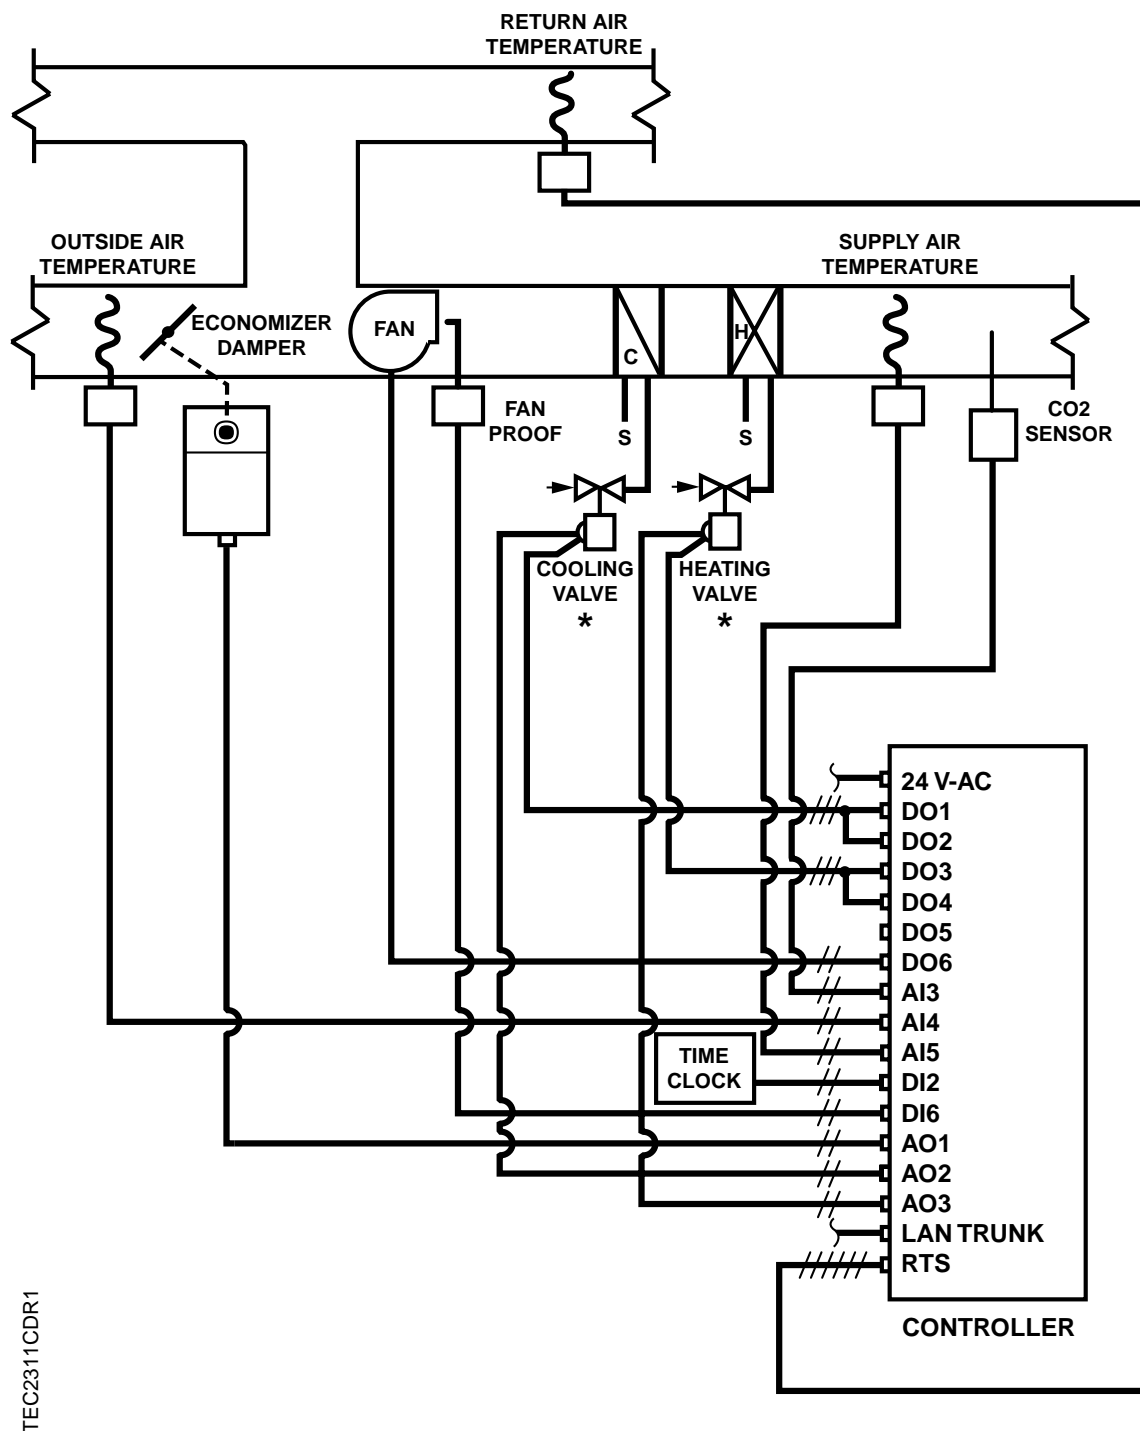 RETURN AIR
TEMPERATURE
OUTSIDE AIR
TEMPERATURE
SUPPLY AIR
TEMPERATURE
ECONOMIZER
DAMPER
FAN
C
H
FAN
PROOF
S
S
CO2
SENSOR
COOLING
VALVE
*
HEATING
VALVE
*
24 V-AC
DO1
DO2
DO3
DO4
DO5
DO6
AI3
AI4
AI5
TIME
CLOCK
DI2
DI6
AO1
AO2
AO3
LAN TRUNK
RTS
CONTROLLER
TEC2311CDR1